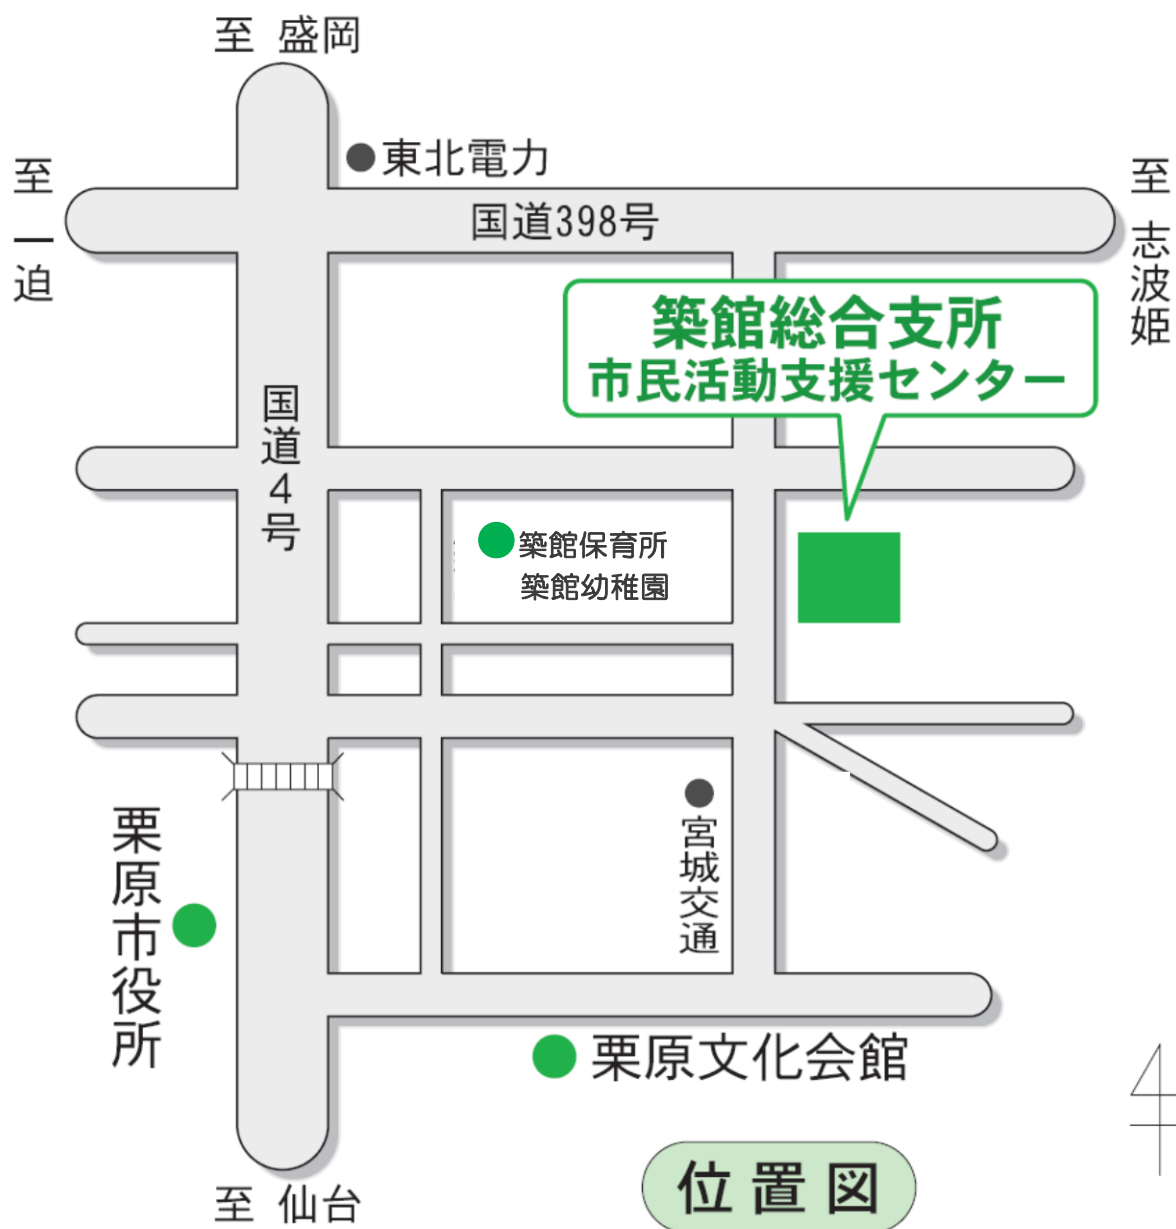 至 盛岡
東北電力
至一迫
国道398号
至志波姫
築館総合支所
市民活動支援センター
国道4号
築館保育所
築館幼稚園
栗原市役所
宮城交通
栗原文化会館
位置図
至 仙台